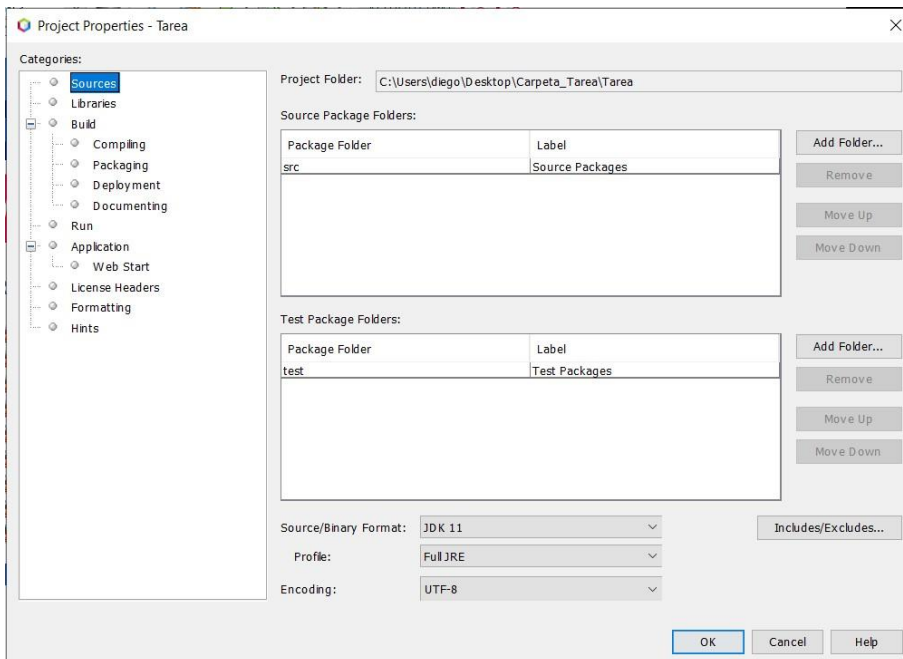 Project Properties - Tarea
Categories:
Sources
Libraries
Build
Compiling
Packaging
Deployment
Documenting
Run
Application
Web Start
License Headers
Formatting
Hints
Project Folder: C:\Users\diego\Desktop\Carpeta_Tarea\Tarea
Source Package Folders:
Package Folder Label
src Source Packages
Add Folder...
Remove
Move Up
Move Down
Test Package Folders:
Package Folder Label
test Test Packages
Add Folder...
Remove
Move Up
Move Down
Source/Binary Format: JDK 11 Includes/Excludes...
Profile: Full JRE
Encoding: UTF-8
OK Cancel Help